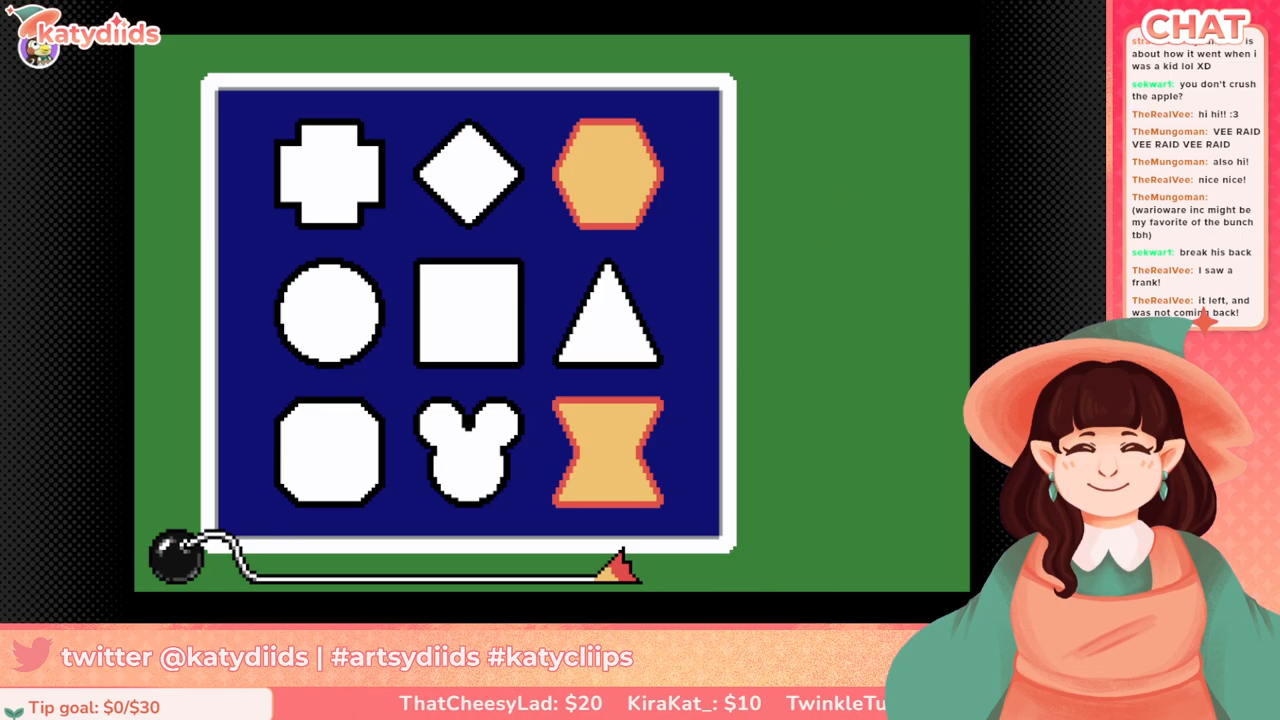 katydiids
CHAT
is
about how it went when i
was a kid lol XD
sekwar1: you don't crush
the apple?
TheRealVee: hi hi!! :3
TheMungoman: VEE RAID
VEE RAID VEE RAID
TheMungoman: also hi!
TheRealVee: nice nice!
TheMungoman:
(warioware inc might be
my favorite of the bunch
tbh)
sekwar1: break his back
TheRealVee: I saw a
frank!
TheRealVee: it left, and
was not coming back!
twitter @katydiids | #artsydiids #katycliips
Tip goal: $0/$30
ThatCheesyLad: $20 KiraKat_: $10 TwinkleTu